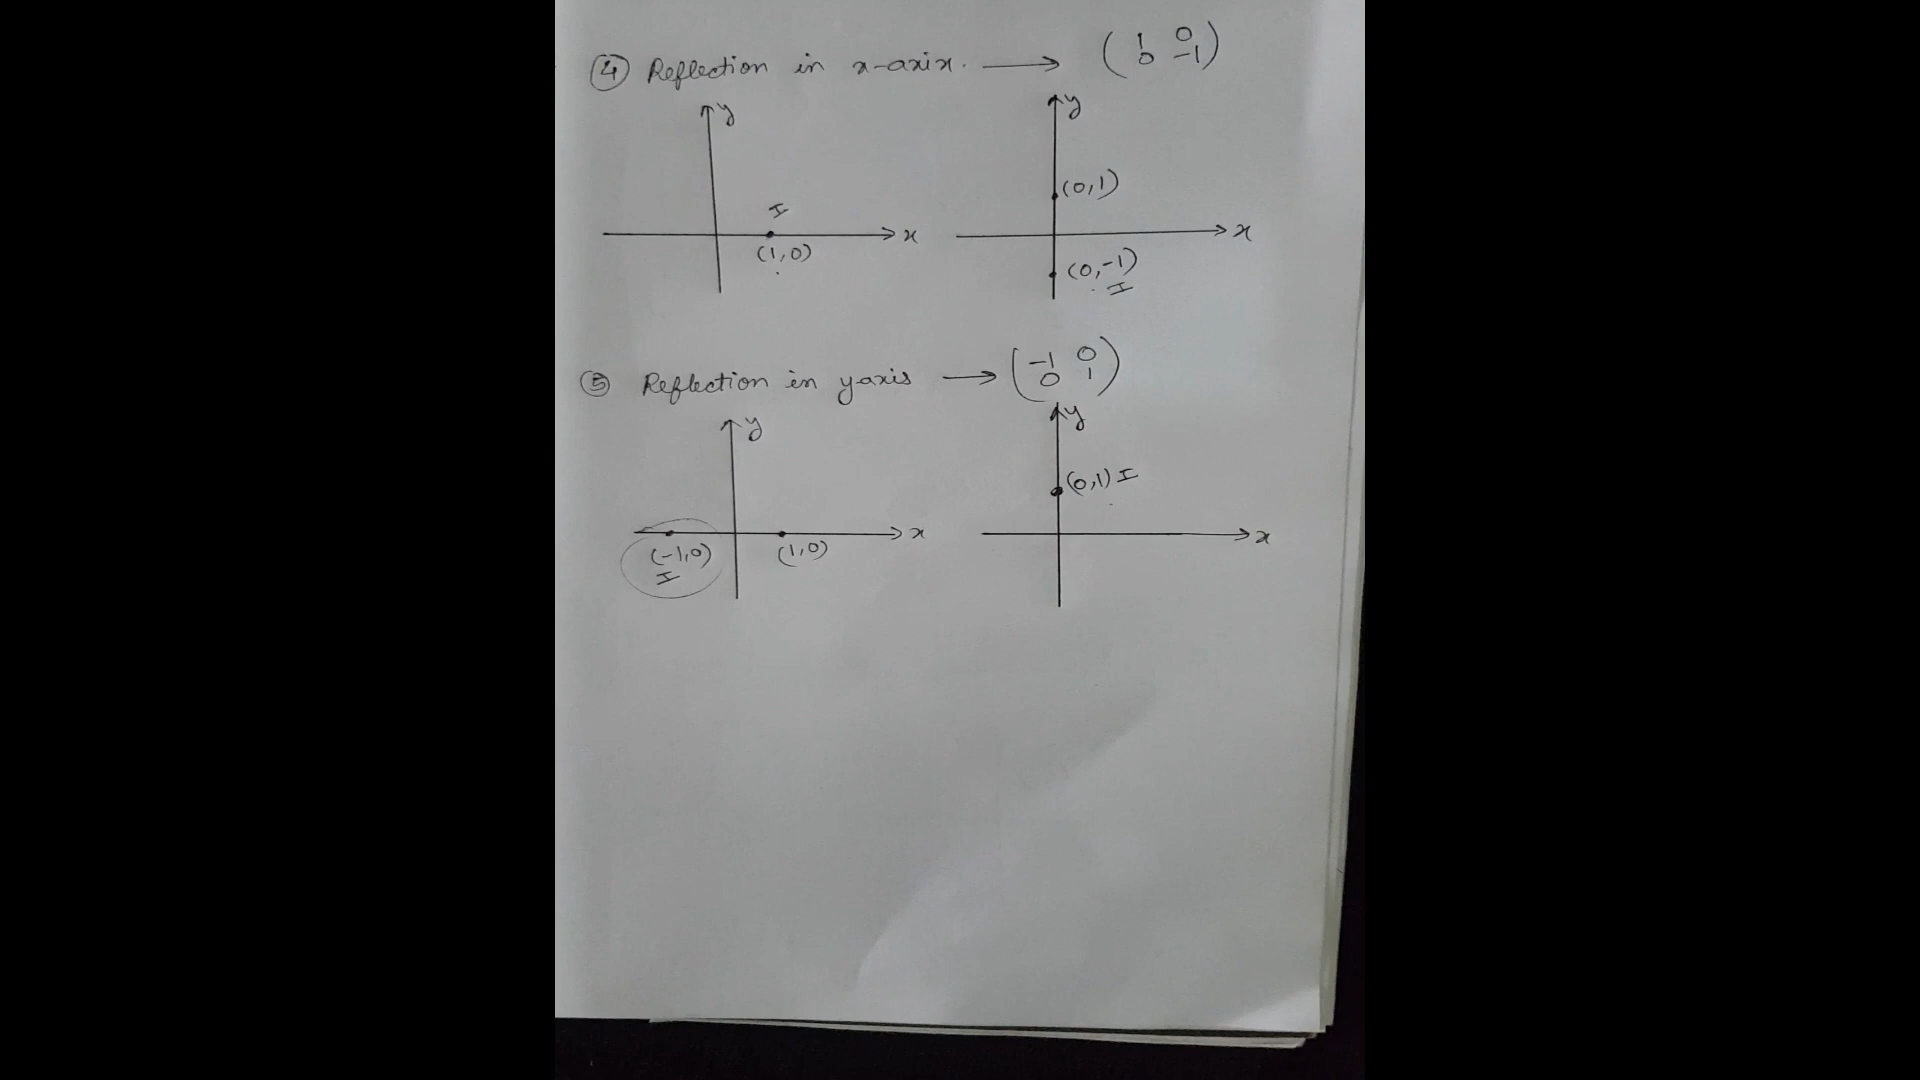 ④ Reflection in x-axix. ⟶ ( 1 0
0 -1 )
y y
I (0,1)
x x
(1,0) (0,-1)
I
⑤ Reflection in y-axis ⟶ ( -1 0
0 1 )
y y
(0,1) I
x x
(-1,0) (1,0)
I